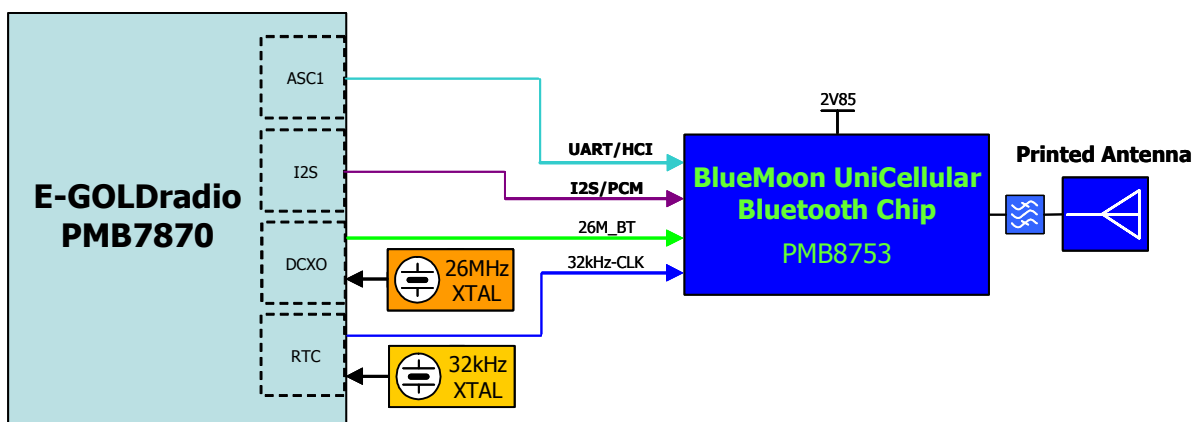 E-GOLDradio
PMB7870
ASC1
I2S
DCXO
RTC
26MHz
XTAL
32kHz
XTAL
UART/HCI
I2S/PCM
26M_BT
32kHz-CLK
2V85
BlueMoon UniCellular
Bluetooth Chip
PMB8753
Printed Antenna